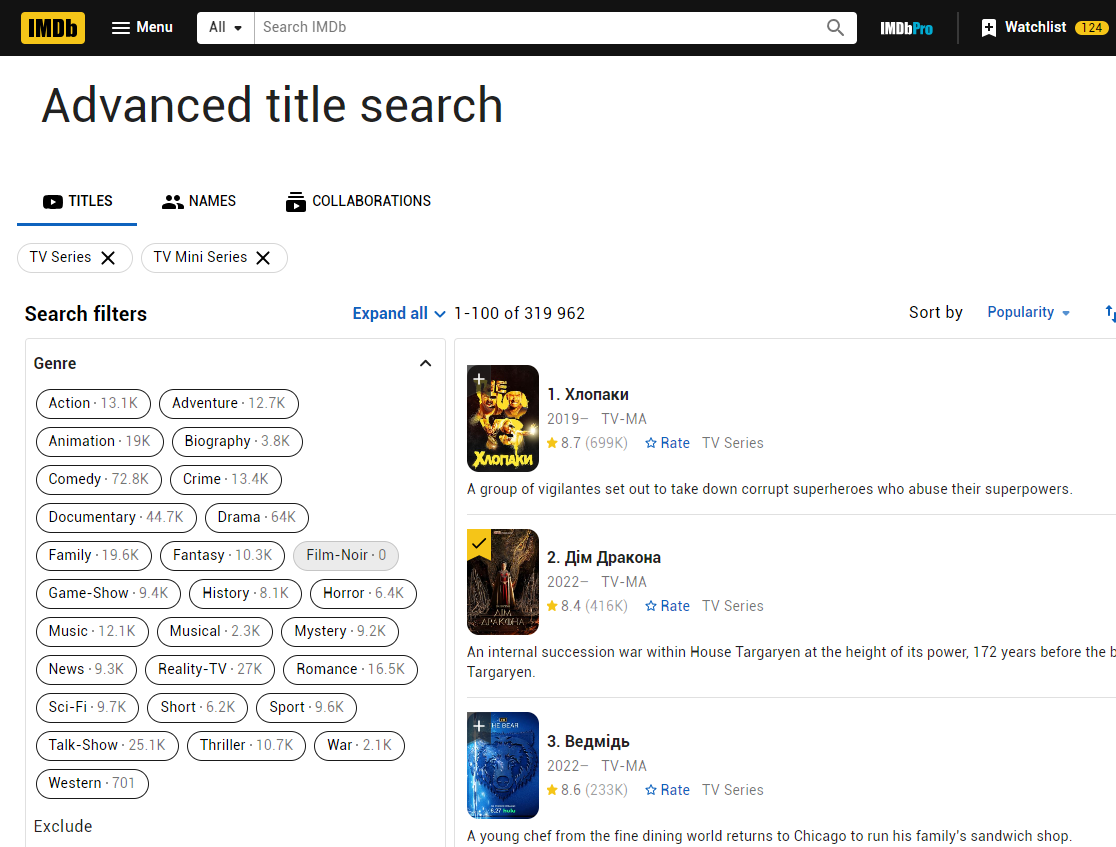 IMDb Menu All Search IMDb IMDbPro Watchlist 124
Advanced title search
TITLES NAMES COLLABORATIONS
TV Series TV Mini Series
Search filters Expand all 1-100 of 319 962 Sort by Popularity
Genre
Action · 13.1K Adventure · 12.7K
Animation · 19K Biography · 3.8K
Comedy · 72.8K Crime · 13.4K
Documentary · 44.7K Drama · 64K
Family · 19.6K Fantasy · 10.3K Film-Noir · 0
Game-Show · 9.4K History · 8.1K Horror · 6.4K
Music · 12.1K Musical · 2.3K Mystery · 9.2K
News · 9.3K Reality-TV · 27K Romance · 16.5K
Sci-Fi · 9.7K Short · 6.2K Sport · 9.6K
Talk-Show · 25.1K Thriller · 10.7K War · 2.1K
Western · 701
Exclude
ХЛОПАКИ
1. Хлопаки
2019– TV-MA
8.7 (699K) Rate TV Series
A group of vigilantes set out to take down corrupt superheroes who abuse their superpowers.
ДІМ
ДРАКОНА
2. Дім Дракона
2022– TV-MA
8.4 (416K) Rate TV Series
An internal succession war within House Targaryen at the height of its power, 172 years before the b
Targaryen.
THE BEAR
6.27 hulu
3. Ведмідь
2022– TV-MA
8.6 (233K) Rate TV Series
A young chef from the fine dining world returns to Chicago to run his family's sandwich shop.